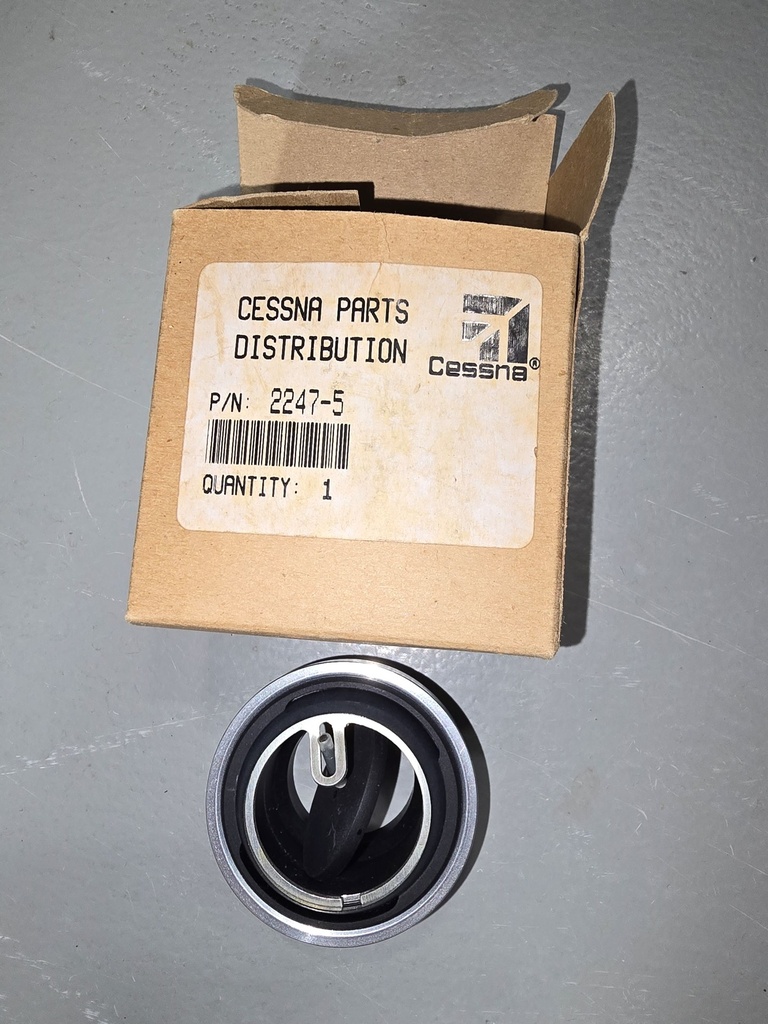 CESSNA PARTS
DISTRIBUTION
Cessna®
P/N: 2247-5
QUANTITY: 1